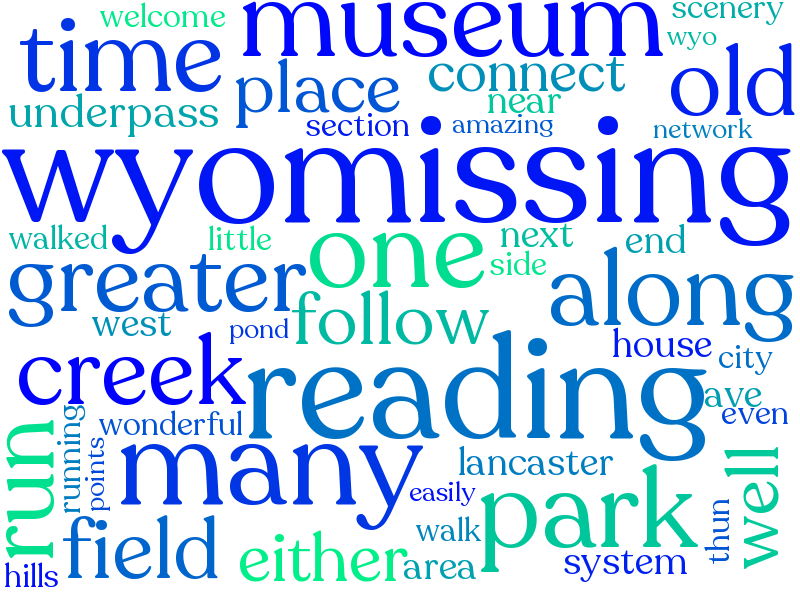 welcome
museum
scenery
wyo
time
place
connect
old
underpass
near
section
amazing
network
wyomissing
walked
little
one
next
end
side
greater
along
west
pond
follow
house
city
creek
reading
ave
even
run
running
points
wonderful
many
lancaster
easily
park
well
thun
field
either
walk
area
system
hills